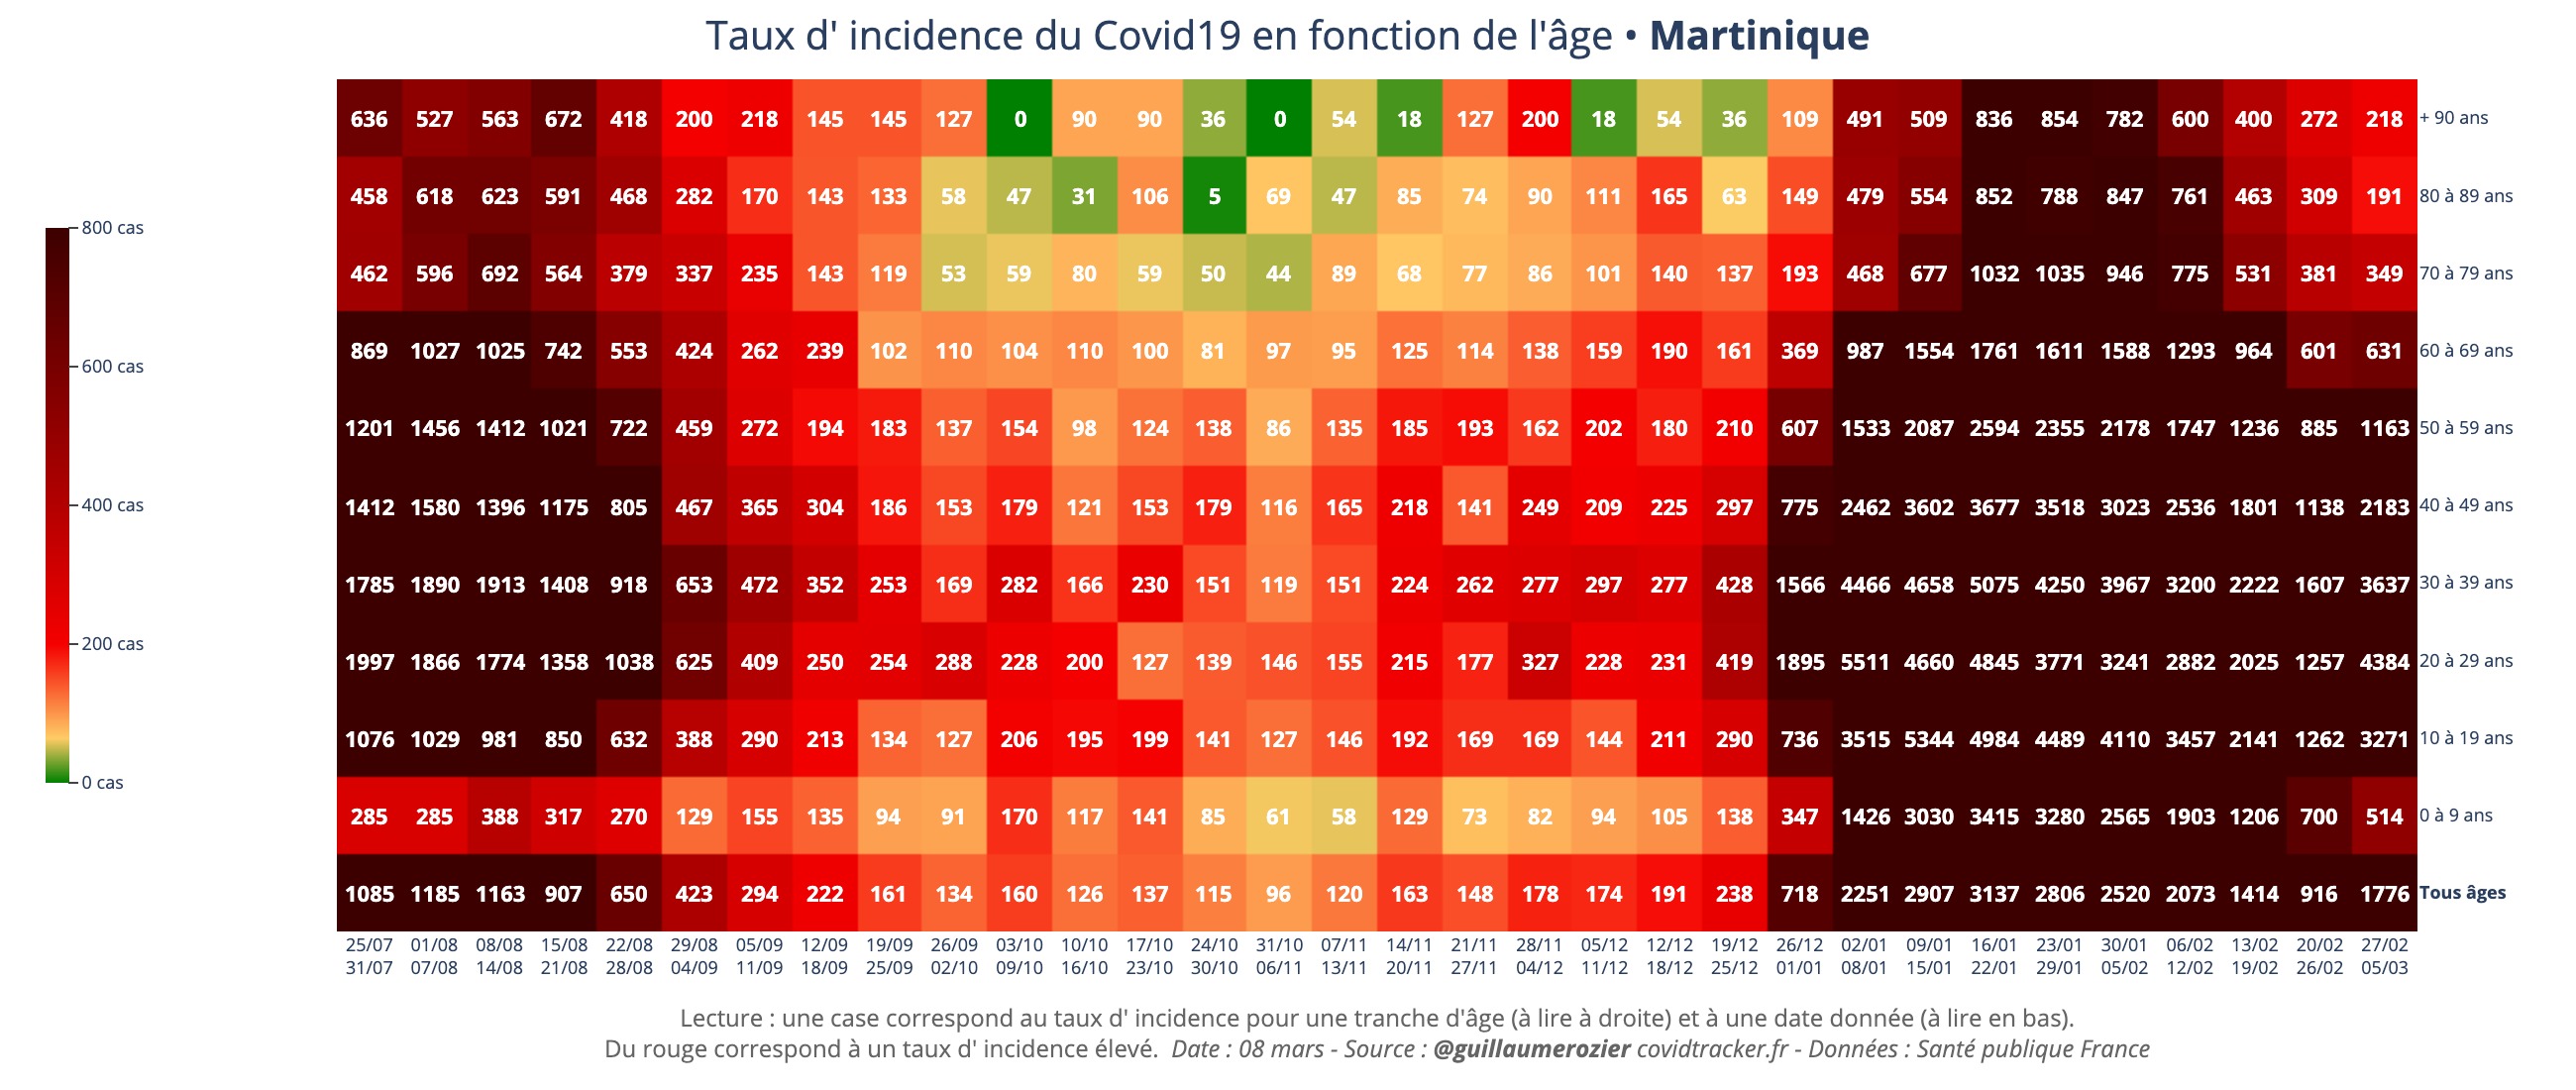 Taux d' incidence du Covid19 en fonction de l'âge • Martinique
636 527 563 672 418 200 218 145 145 127 0 90 90 36 0 54 18 127 200 18 54 36 109 491 509 836 854 782 600 400 272 218 + 90 ans
458 618 623 591 468 282 170 143 133 58 47 31 106 5 69 47 85 74 90 111 165 63 149 479 554 852 788 847 761 463 309 191 80 à 89 ans
800 cas
462 596 692 564 379 337 235 143 119 53 59 80 59 50 44 89 68 77 86 101 140 137 193 468 677 1032 1035 946 775 531 381 349 70 à 79 ans
869 1027 1025 742 553 424 262 239 102 110 104 110 100 81 97 95 125 114 138 159 190 161 369 987 1554 1761 1611 1588 1293 964 601 631 60 à 69 ans
600 cas
1201 1456 1412 1021 722 459 272 194 183 137 154 98 124 138 86 135 185 193 162 202 180 210 607 1533 2087 2594 2355 2178 1747 1236 885 1163 50 à 59 ans
400 cas
1412 1580 1396 1175 805 467 365 304 186 153 179 121 153 179 116 165 218 141 249 209 225 297 775 2462 3602 3677 3518 3023 2536 1801 1138 2183 40 à 49 ans
1785 1890 1913 1408 918 653 472 352 253 169 282 166 230 151 119 151 224 262 277 297 277 428 1566 4466 4658 5075 4250 3967 3200 2222 1607 3637 30 à 39 ans
200 cas
1997 1866 1774 1358 1038 625 409 250 254 288 228 200 127 139 146 155 215 177 327 228 231 419 1895 5511 4660 4845 3771 3241 2882 2025 1257 4384 20 à 29 ans
1076 1029 981 850 632 388 290 213 134 127 206 195 199 141 127 146 192 169 169 144 211 290 736 3515 5344 4984 4489 4110 3457 2141 1262 3271 10 à 19 ans
0 cas
285 285 388 317 270 129 155 135 94 91 170 117 141 85 61 58 129 73 82 94 105 138 347 1426 3030 3415 3280 2565 1903 1206 700 514 0 à 9 ans
1085 1185 1163 907 650 423 294 222 161 134 160 126 137 115 96 120 163 148 178 174 191 238 718 2251 2907 3137 2806 2520 2073 1414 916 1776 Tous âges
25/07 01/08 08/08 15/08 22/08 29/08 05/09 12/09 19/09 26/09 03/10 10/10 17/10 24/10 31/10 07/11 14/11 21/11 28/11 05/12 12/12 19/12 26/12 02/01 09/01 16/01 23/01 30/01 06/02 13/02 20/02 27/02
31/07 07/08 14/08 21/08 28/08 04/09 11/09 18/09 25/09 02/10 09/10 16/10 23/10 30/10 06/11 13/11 20/11 27/11 04/12 11/12 18/12 25/12 01/01 08/01 15/01 22/01 29/01 05/02 12/02 19/02 26/02 05/03
Lecture : une case correspond au taux d' incidence pour une tranche d'âge (à lire à droite) et à une date donnée (à lire en bas).
Du rouge correspond à un taux d' incidence élevé. Date : 08 mars - Source : @guillaumerozier covidtracker.fr - Données : Santé publique France